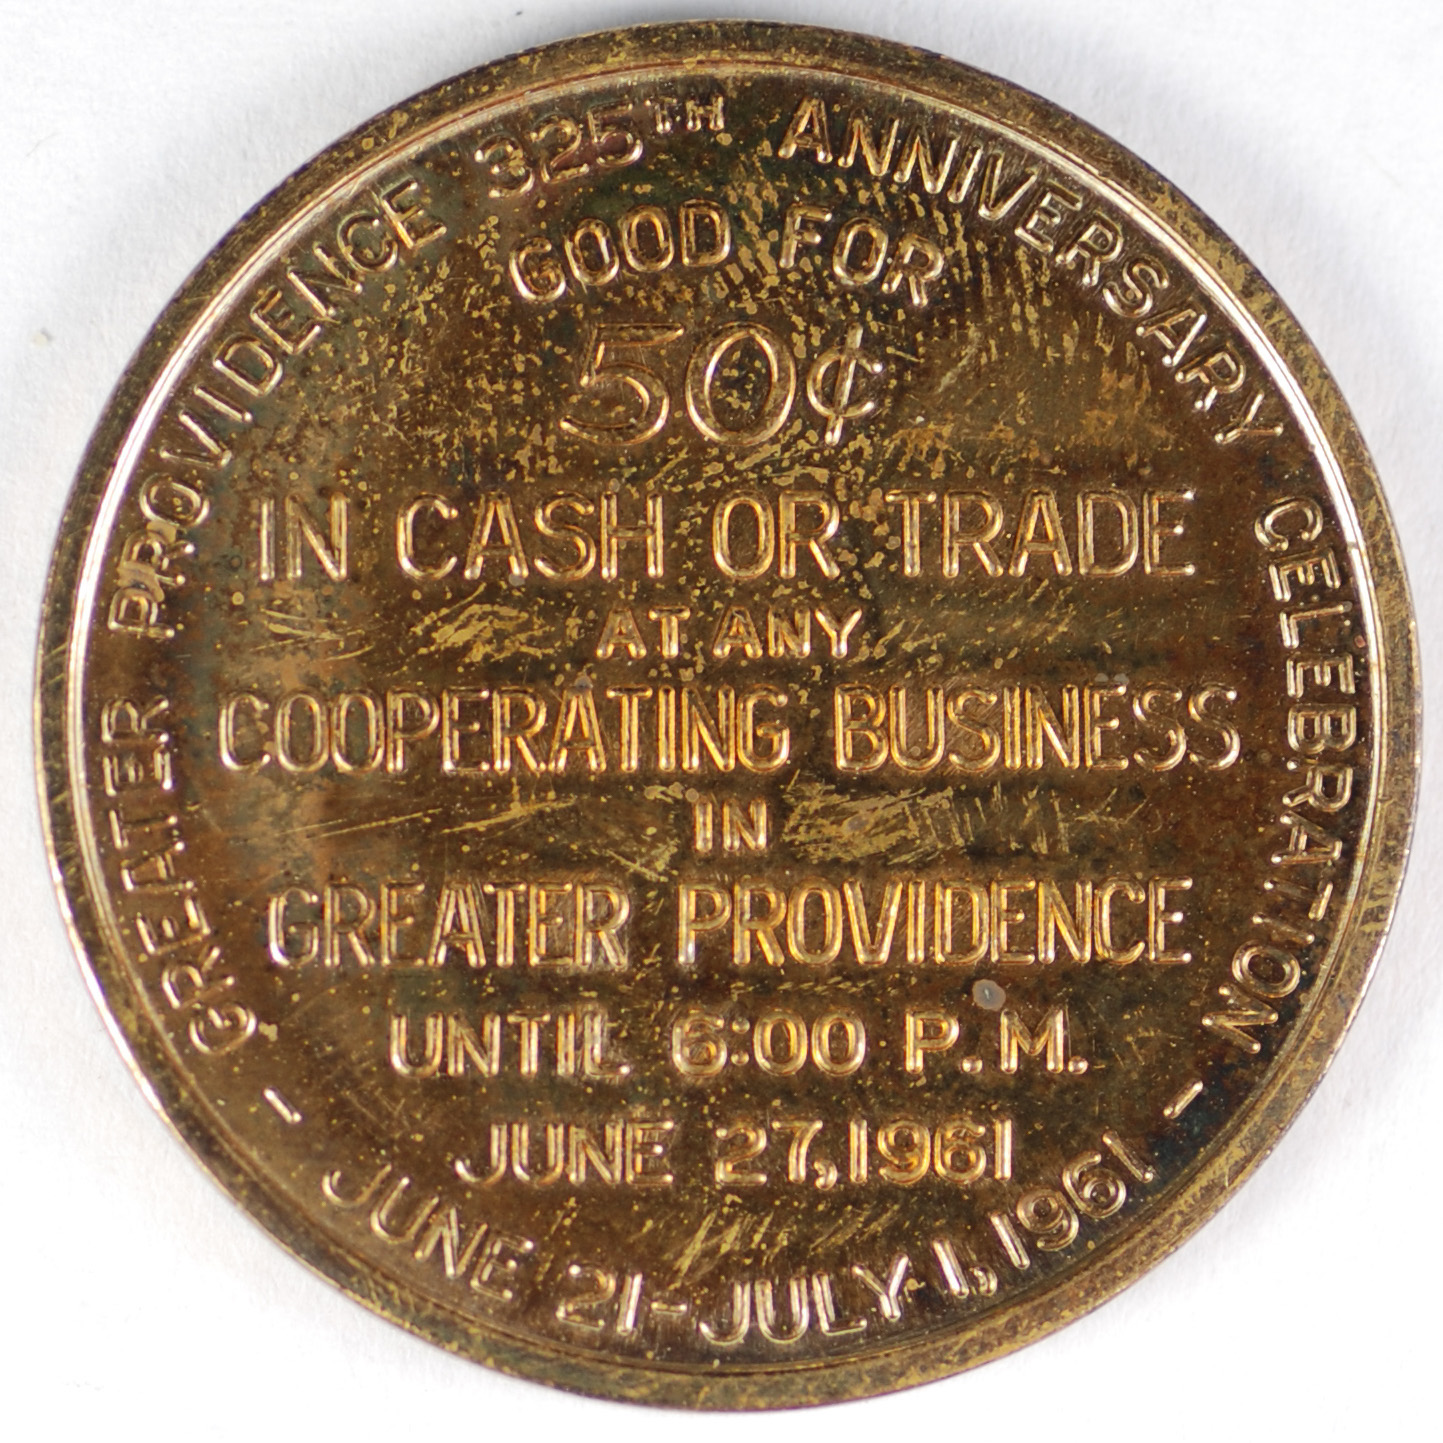 GREATER PROVIDENCE 325TH ANNIVERSARY CELEBRATION
GOOD FOR
50¢
IN CASH OR TRADE
AT ANY
COOPERATING BUSINESS
IN
GREATER PROVIDENCE
UNTIL 6:00 P.M.
JUNE 27,1961
- JUNE 21-JULY 1, 1961 -